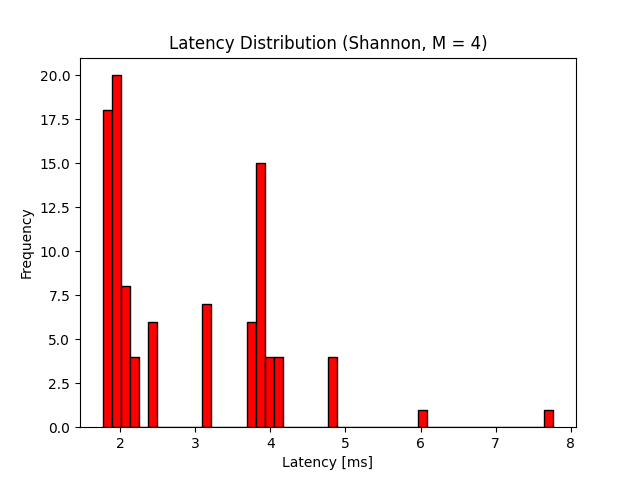 Latency Distribution (Shannon, M = 4)
20.0
17.5
15.0
12.5
10.0
7.5
5.0
2.5
0.0
Frequency
2 3 4 5 6 7 8
Latency [ms]